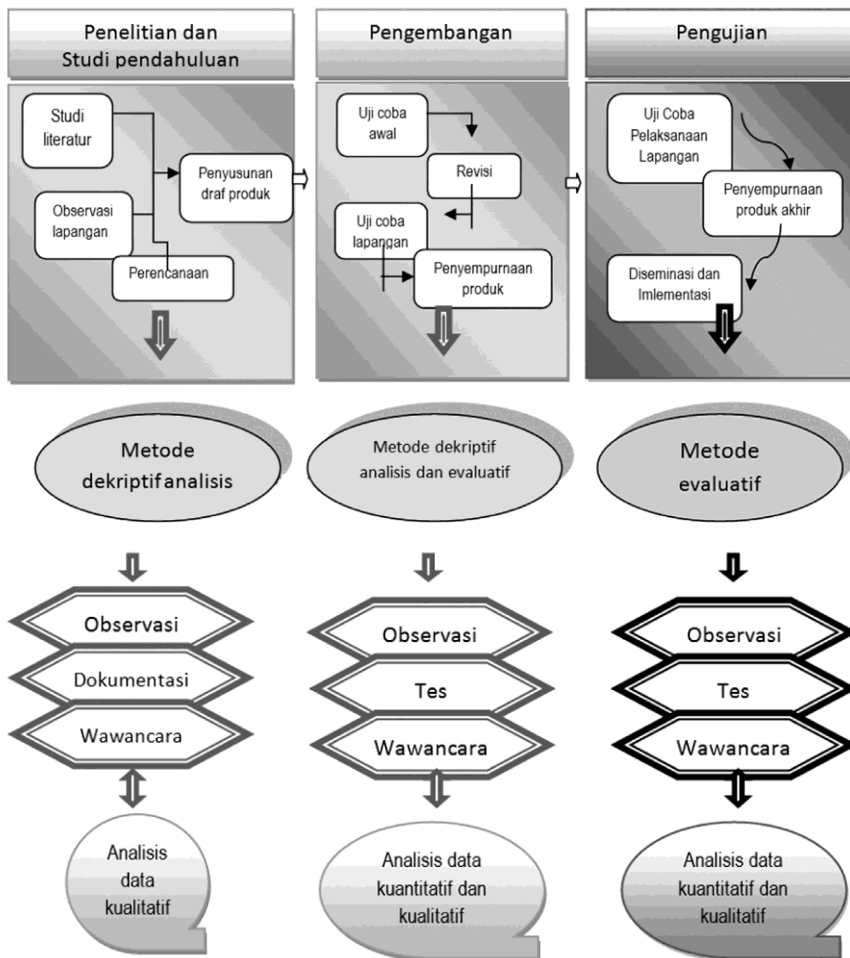 Penelitian dan
Studi pendahuluan
Pengembangan
Pengujian
Studi
literatur
Penyusunan
draf produk
Observasi
lapangan
Perencanaan
Uji coba
awal
Revisi
Uji coba
lapangan
Penyempurnaan
produk
Uji Coba
Pelaksanaan
Lapangan
Penyempurnaan
produk akhir
Diseminasi dan
Imlementasi
Metode
dekriptif analisis
Metode dekriptif
analisis dan evaluatif
Metode
evaluatif
Observasi
Dokumentasi
Wawancara
Observasi
Tes
Wawancara
Observasi
Tes
Wawancara
Analisis
data
kualitatif
Analisis data
kuantitatif dan
kualitatif
Analisis data
kuantitatif dan
kualitatif